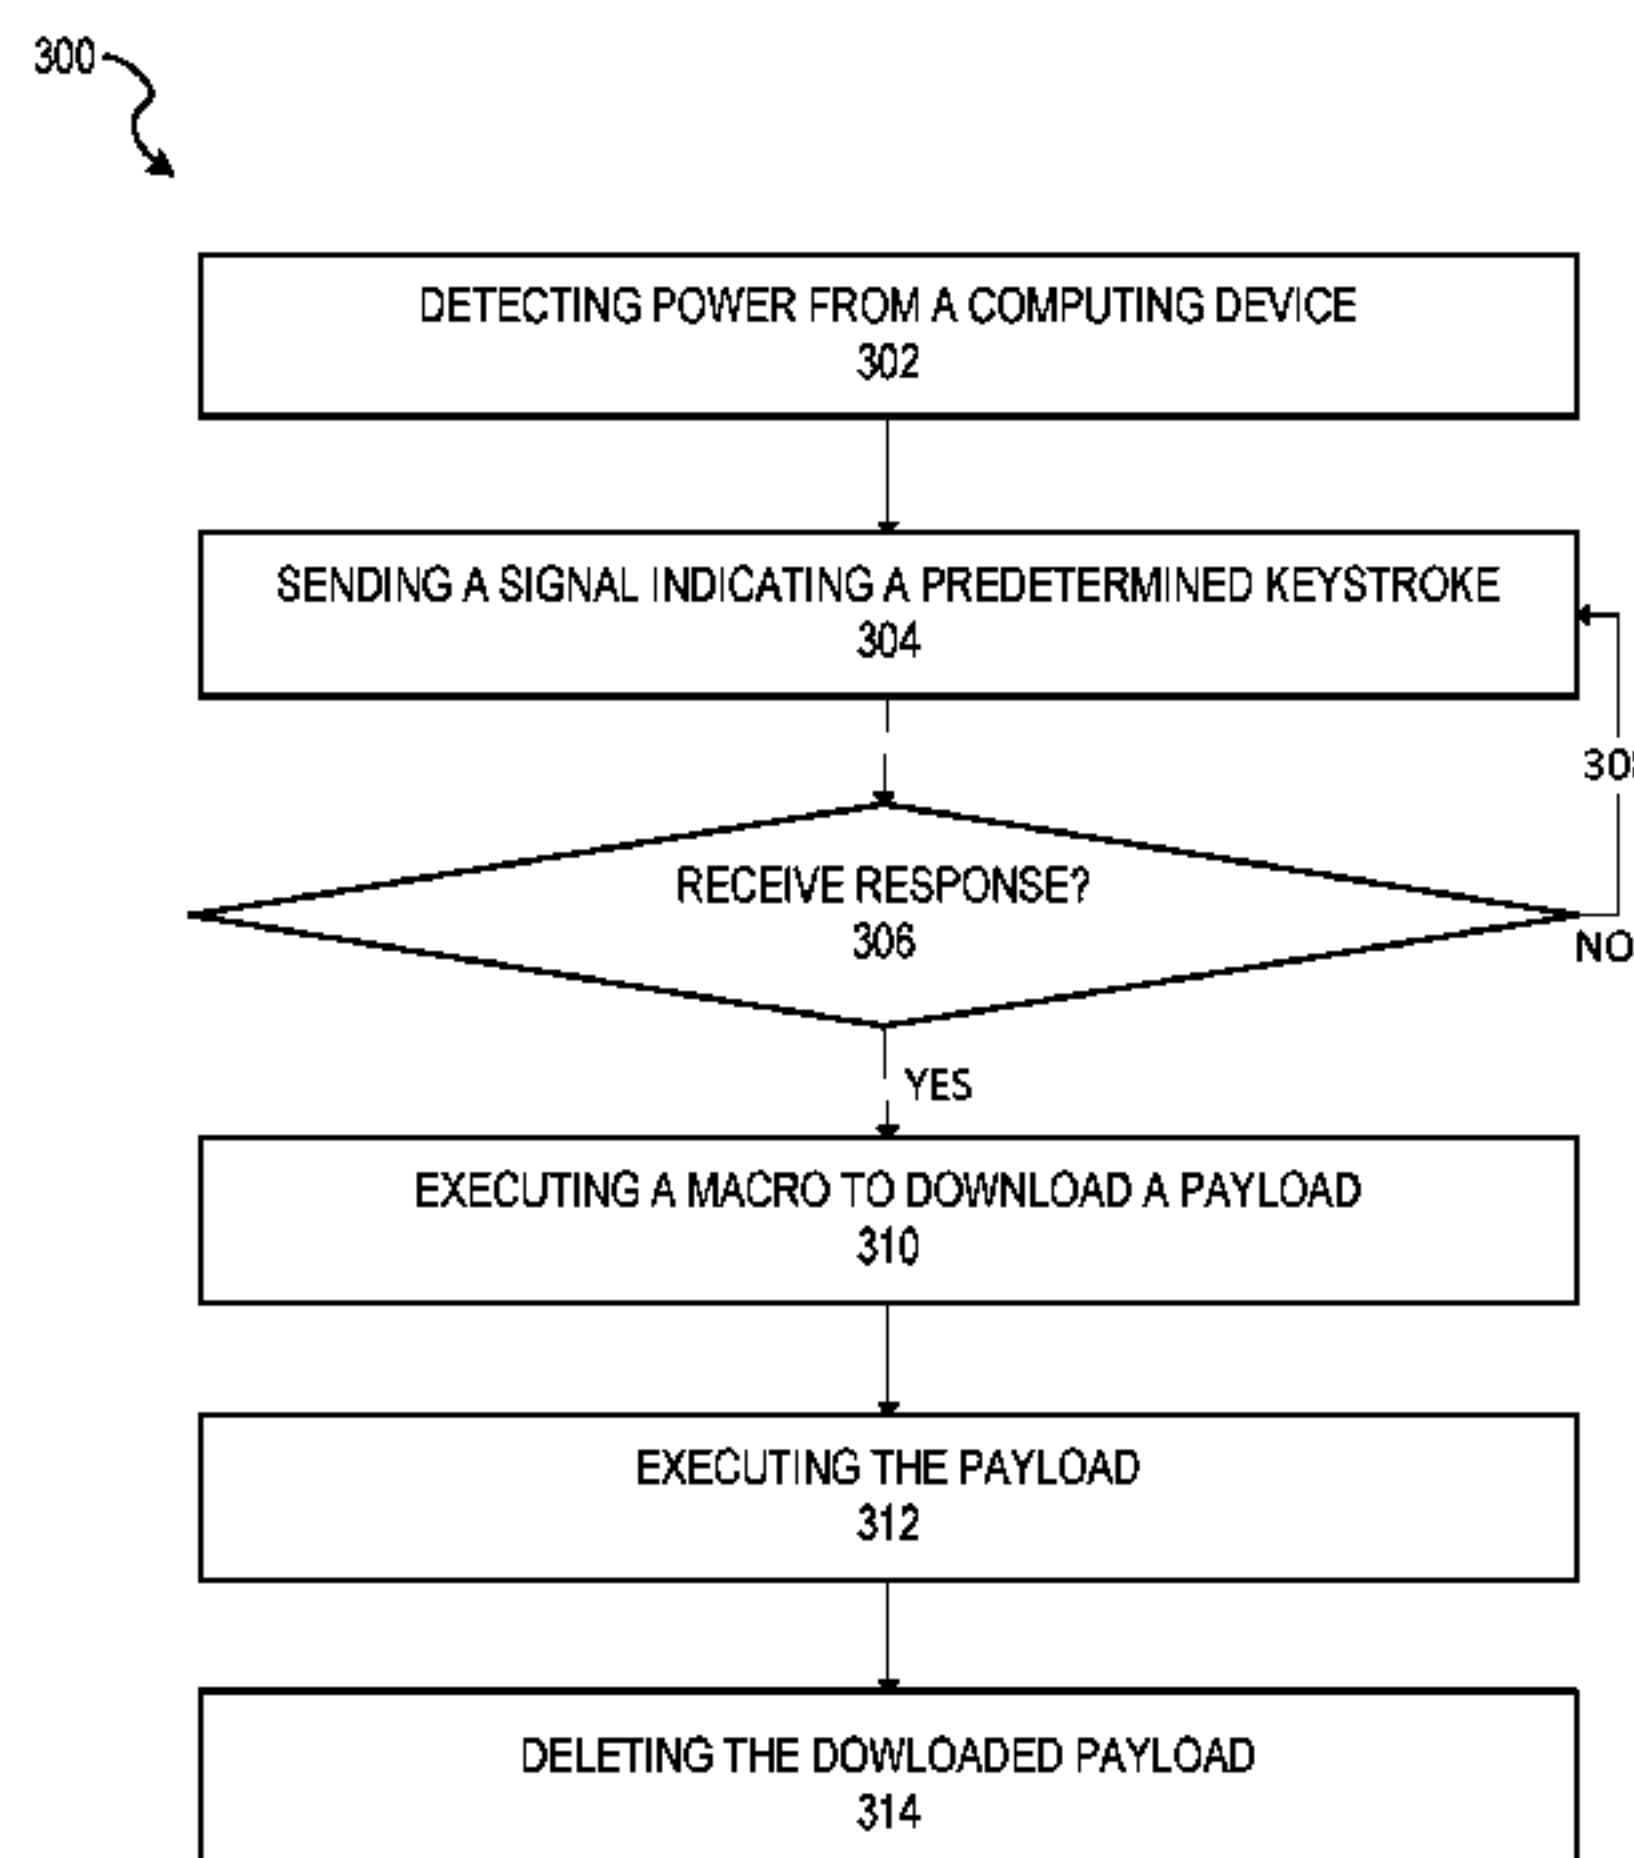 300
DETECTING POWER FROM A COMPUTING DEVICE
302
SENDING A SIGNAL INDICATING A PREDETERMINED KEYSTROKE
304
RECEIVE RESPONSE?
306
NO
YES
EXECUTING A MACRO TO DOWNLOAD A PAYLOAD
310
EXECUTING THE PAYLOAD
312
DELETING THE DOWLOADED PAYLOAD
314